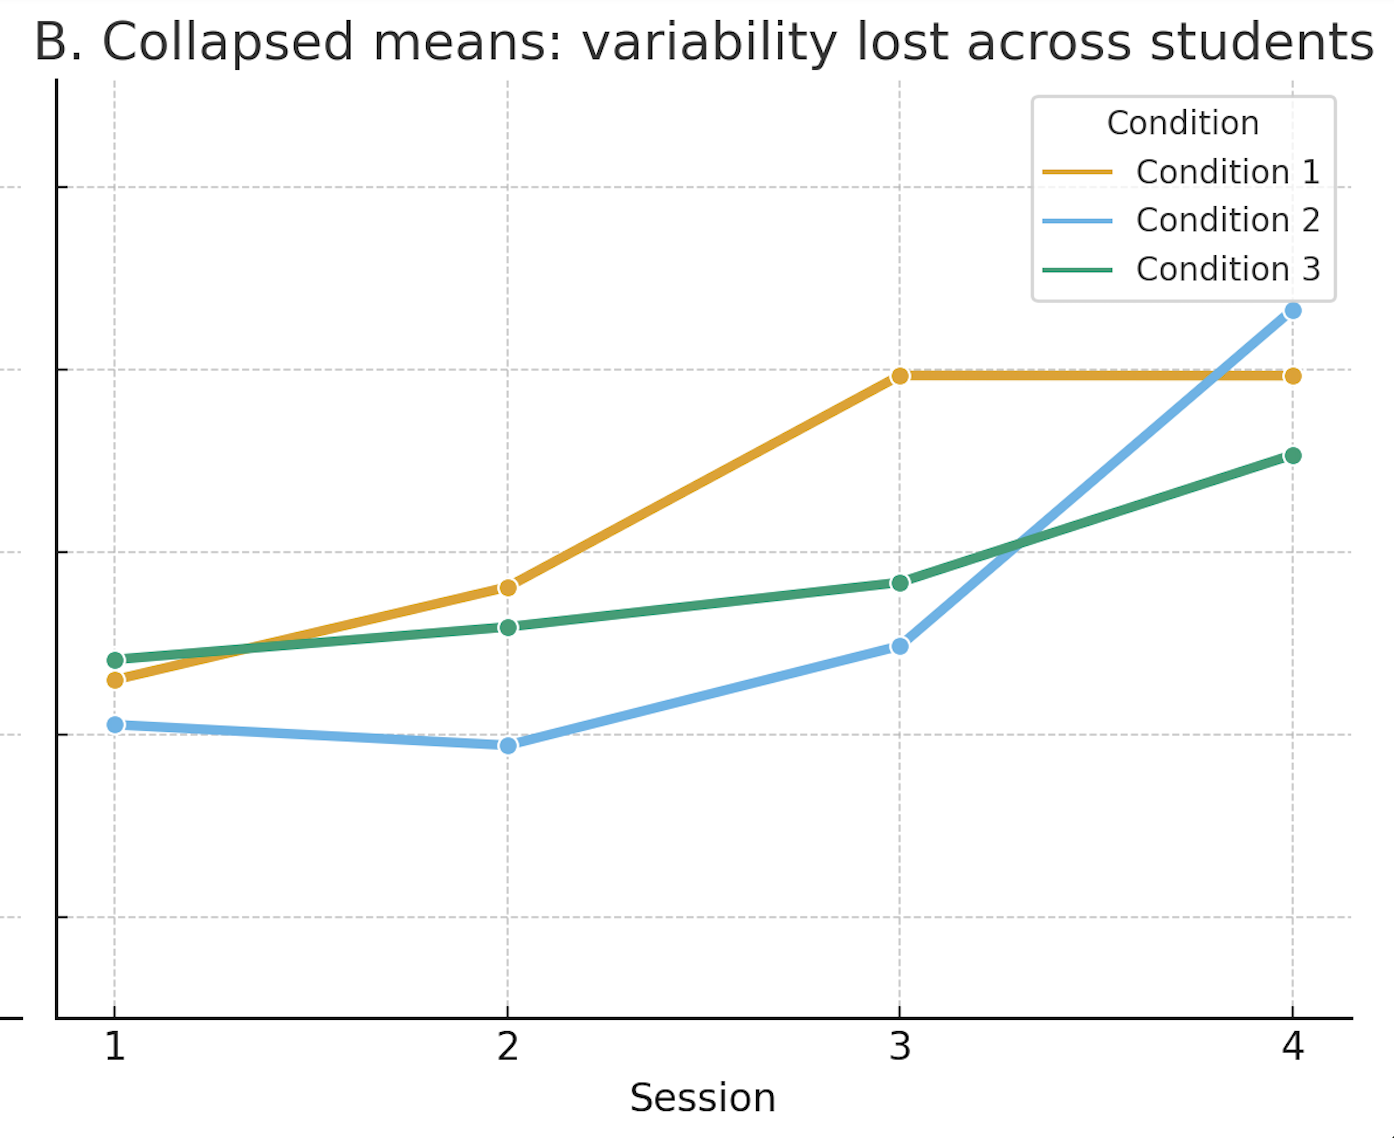 B. Collapsed means: variability lost across students
Condition
Condition 1
Condition 2
Condition 3
1 2 3 4
Session